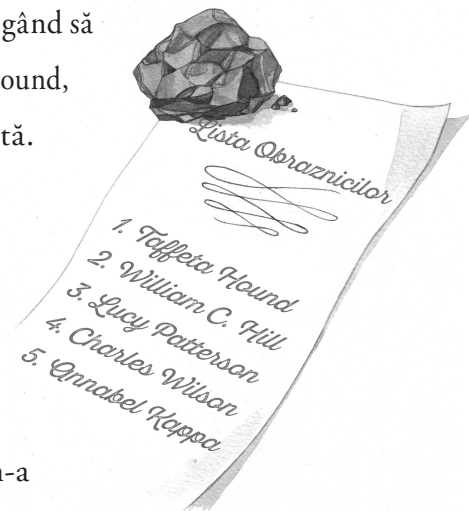 gând să
ound,
tă.
Lista Obraznicilor
1. Taffeta Hound
2. William C. Hill
3. Lucy Patterson
4. Charles Wilson
5. Annabel Kappa
n-a